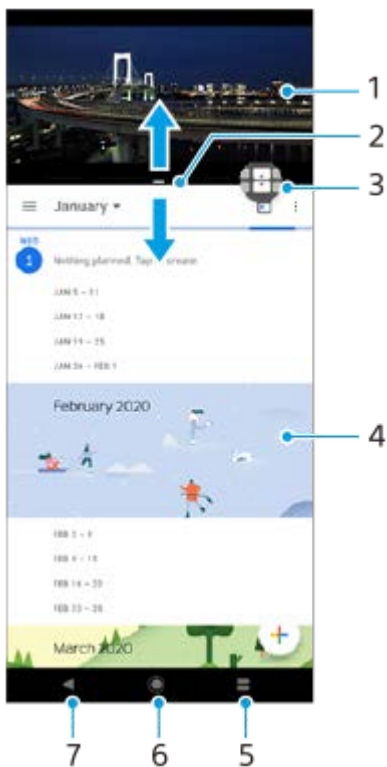 1
2
3
January
WED
1
Nothing planned. Tap create.
JAN 5 – 11
JAN 12 – 18
JAN 19 – 25
JAN 26 – FEB 1
February 2020
4
FEB 2 – 8
FEB 9 – 15
FEB 16 – 22
FEB 23 – 29
March 2020
7
6
5